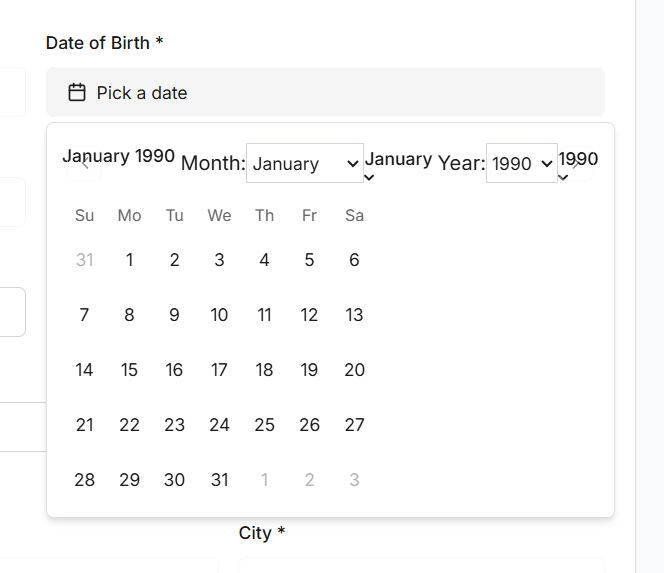 Date of Birth *
Pick a date
January 1990 Month: January January Year: 1990 1990
Su Mo Tu We Th Fr Sa
31 1 2 3 4 5 6
7 8 9 10 11 12 13
14 15 16 17 18 19 20
21 22 23 24 25 26 27
28 29 30 31 1 2 3
City *